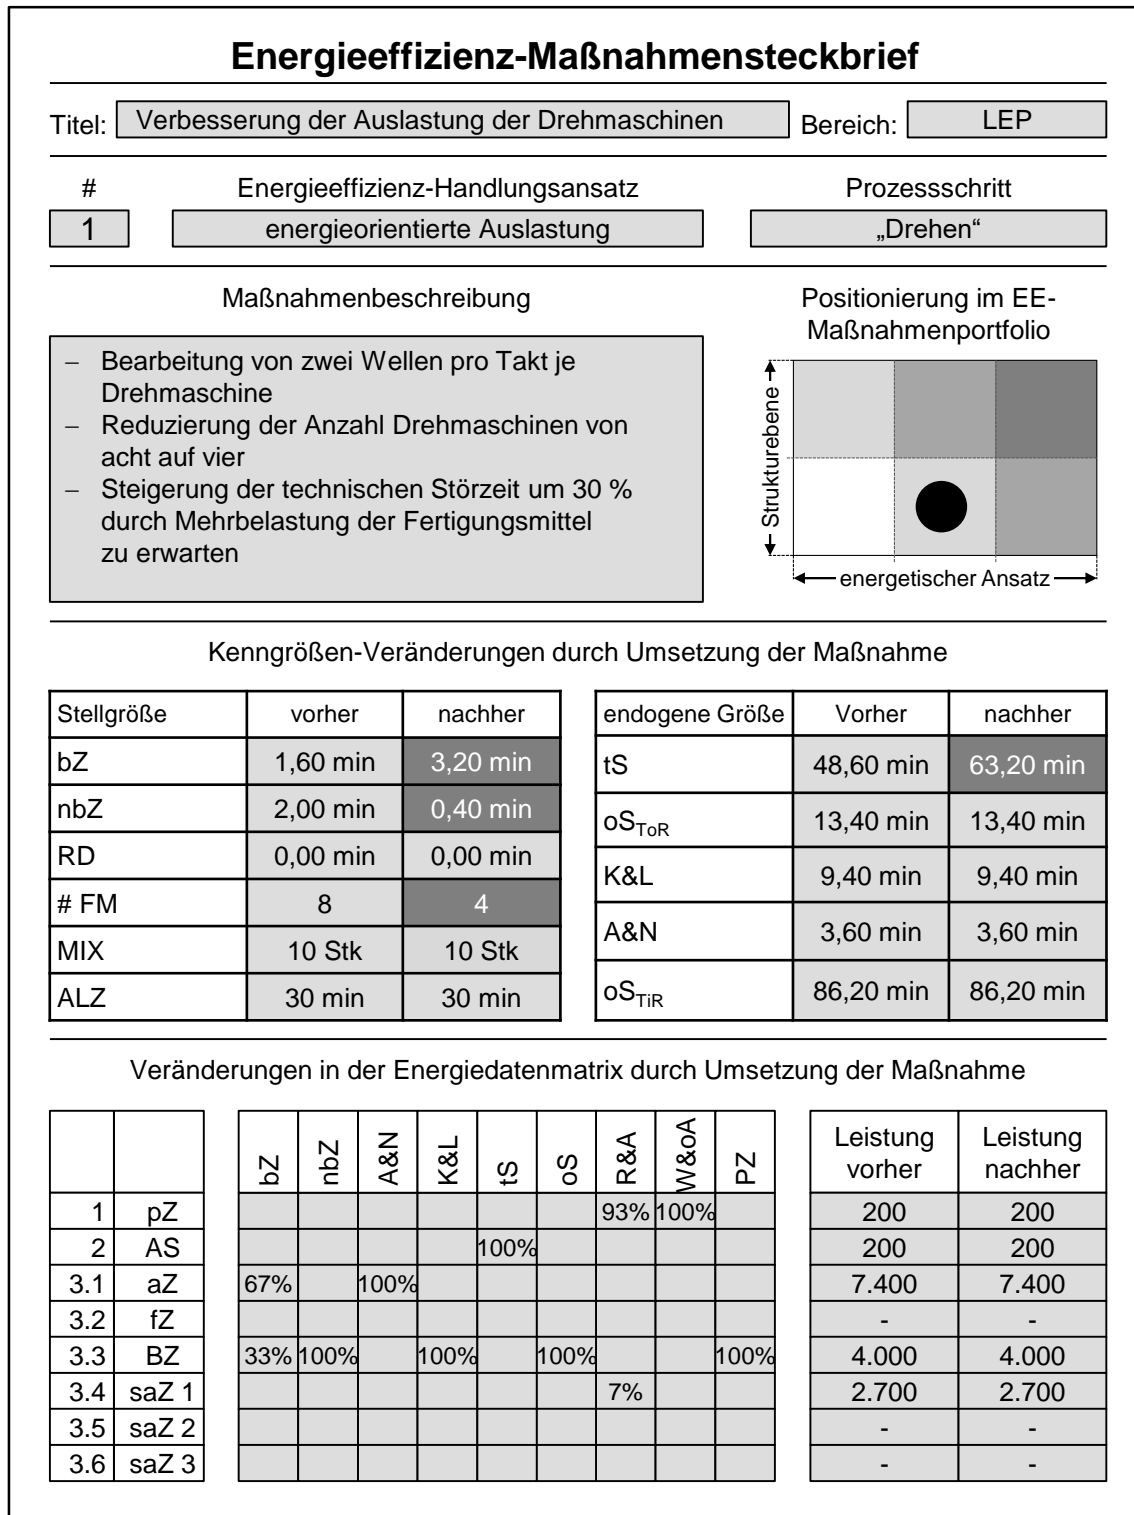 Energieeffizienz-Maßnahmensteckbrief
Titel: Verbesserung der Auslastung der Drehmaschinen Bereich: LEP
# Energieeffizienz-Handlungsansatz Prozessschritt
1 energieorientierte Auslastung „Drehen“
Maßnahmenbeschreibung
– Bearbeitung von zwei Wellen pro Takt je
Drehmaschine
– Reduzierung der Anzahl Drehmaschinen von
acht auf vier
– Steigerung der technischen Störzeit um 30 %
durch Mehrbelastung der Fertigungsmittel
zu erwarten
Positionierung im EE-
Maßnahmenportfolio
Strukturebene
energetischer Ansatz
Kenngrößen-Veränderungen durch Umsetzung der Maßnahme
Stellgröße vorher nachher
bZ 1,60 min 3,20 min
nbZ 2,00 min 0,40 min
RD 0,00 min 0,00 min
# FM 8 4
MIX 10 Stk 10 Stk
ALZ 30 min 30 min
endogene Größe Vorher nachher
tS 48,60 min 63,20 min
oS_ToR 13,40 min 13,40 min
K&L 9,40 min 9,40 min
A&N 3,60 min 3,60 min
oS_TiR 86,20 min 86,20 min
Veränderungen in der Energiedatenmatrix durch Umsetzung der Maßnahme
bZ nbZ A&N K&L tS oS R&A W&oA PZ Leistung vorher Leistung nachher
1 pZ 93% 100% 200 200
2 AS 100% 200 200
3.1 aZ 67% 100% 7.400 7.400
3.2 fZ - -
3.3 BZ 33% 100% 100% 100% 100% 4.000 4.000
3.4 saZ 1 7% 2.700 2.700
3.5 saZ 2 - -
3.6 saZ 3 - -